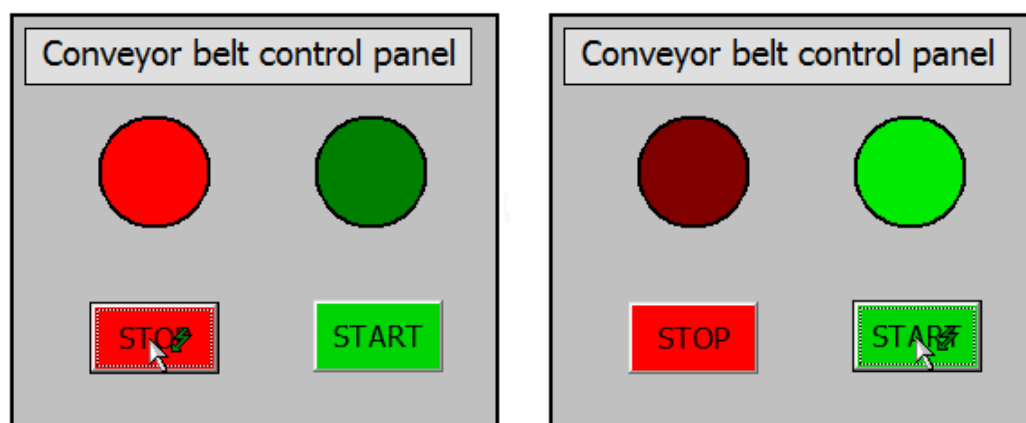 Conveyor belt control panel
STOP
START
Conveyor belt control panel
STOP
START